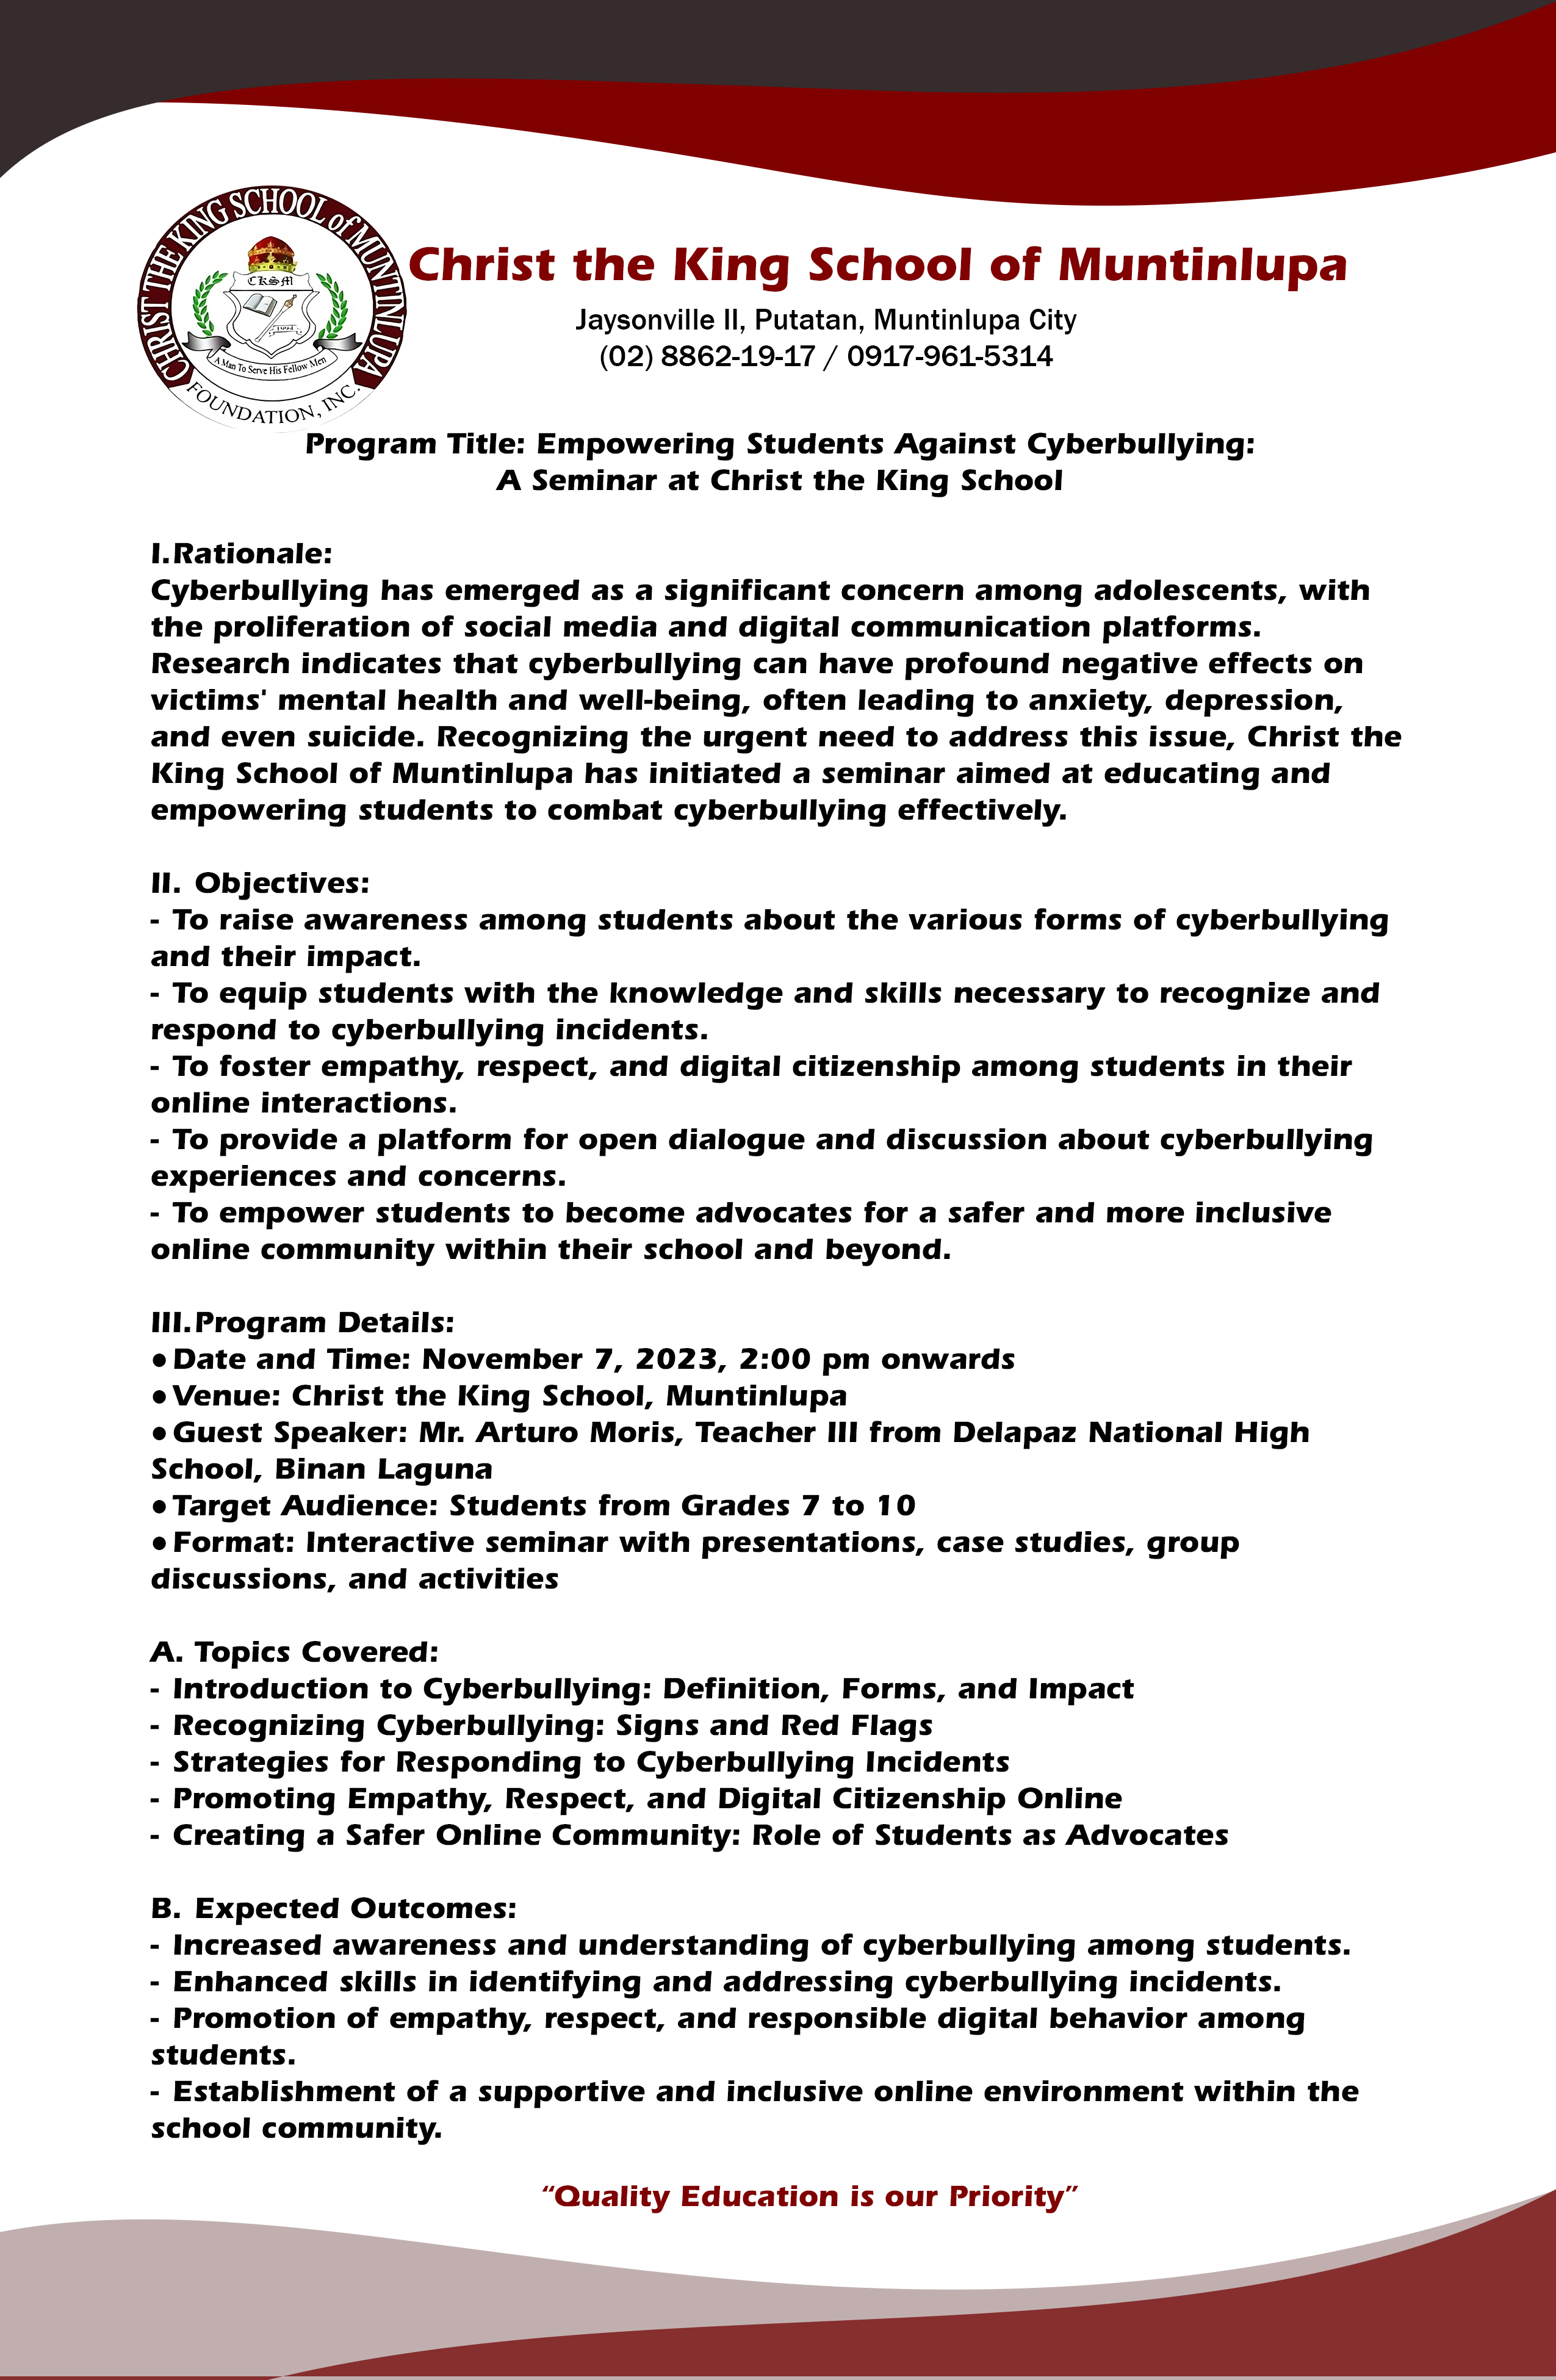 CHRIST THE KING SCHOOL of MUNTINLUPA
CKSM
1994
A Man To Serve His Fellow Men
FOUNDATION, INC.
Christ the King School of Muntinlupa
Jaysonville II, Putatan, Muntinlupa City
(02) 8862-19-17 / 0917-961-5314
Program Title: Empowering Students Against Cyberbullying:
A Seminar at Christ the King School
I.Rationale:
Cyberbullying has emerged as a significant concern among adolescents, with
the proliferation of social media and digital communication platforms.
Research indicates that cyberbullying can have profound negative effects on
victims' mental health and well-being, often leading to anxiety, depression,
and even suicide. Recognizing the urgent need to address this issue, Christ the
King School of Muntinlupa has initiated a seminar aimed at educating and
empowering students to combat cyberbullying effectively.
II. Objectives:
- To raise awareness among students about the various forms of cyberbullying
and their impact.
- To equip students with the knowledge and skills necessary to recognize and
respond to cyberbullying incidents.
- To foster empathy, respect, and digital citizenship among students in their
online interactions.
- To provide a platform for open dialogue and discussion about cyberbullying
experiences and concerns.
- To empower students to become advocates for a safer and more inclusive
online community within their school and beyond.
III.Program Details:
●Date and Time: November 7, 2023, 2:00 pm onwards
●Venue: Christ the King School, Muntinlupa
●Guest Speaker: Mr. Arturo Moris, Teacher III from Delapaz National High
School, Binan Laguna
●Target Audience: Students from Grades 7 to 10
●Format: Interactive seminar with presentations, case studies, group
discussions, and activities
A. Topics Covered:
- Introduction to Cyberbullying: Definition, Forms, and Impact
- Recognizing Cyberbullying: Signs and Red Flags
- Strategies for Responding to Cyberbullying Incidents
- Promoting Empathy, Respect, and Digital Citizenship Online
- Creating a Safer Online Community: Role of Students as Advocates
B. Expected Outcomes:
- Increased awareness and understanding of cyberbullying among students.
- Enhanced skills in identifying and addressing cyberbullying incidents.
- Promotion of empathy, respect, and responsible digital behavior among
students.
- Establishment of a supportive and inclusive online environment within the
school community.
“Quality Education is our Priority”